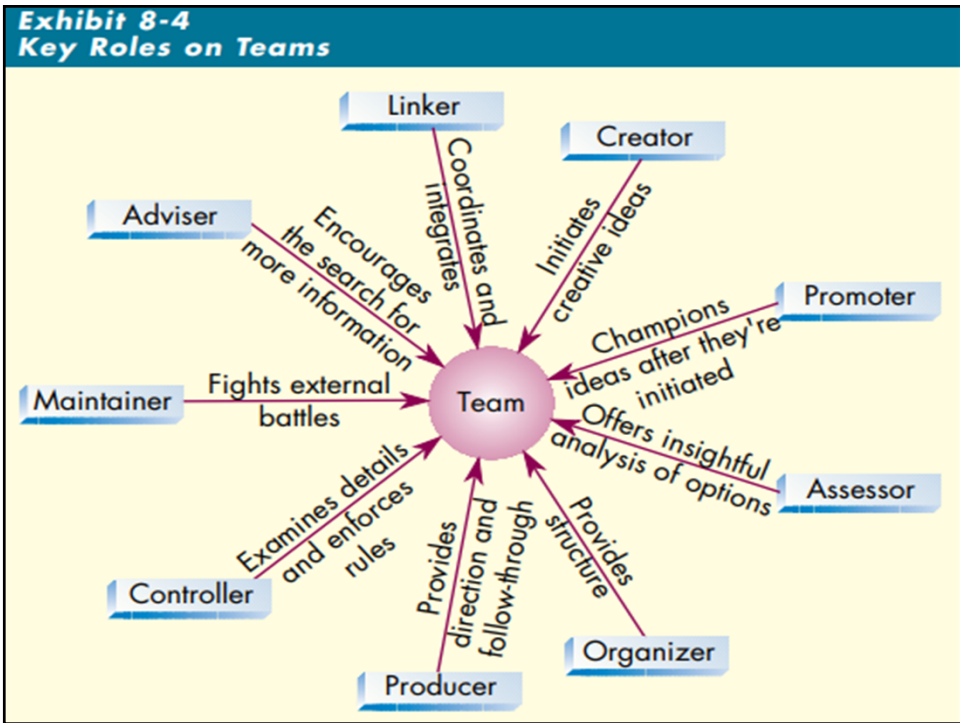 Exhibit 8-4
Key Roles on Teams
Linker
Coordinates and
integrates
Creator
Initiates
creative ideas
Promoter
Champions
ideas after they're
initiated
Assessor
Offers insightful
analysis of options
Organizer
Provides
structure
Producer
Provides
direction and
follow-through
Controller
Examines details
and enforces
rules
Maintainer
Fights external
battles
Adviser
Encourages
the search for
more information
Team